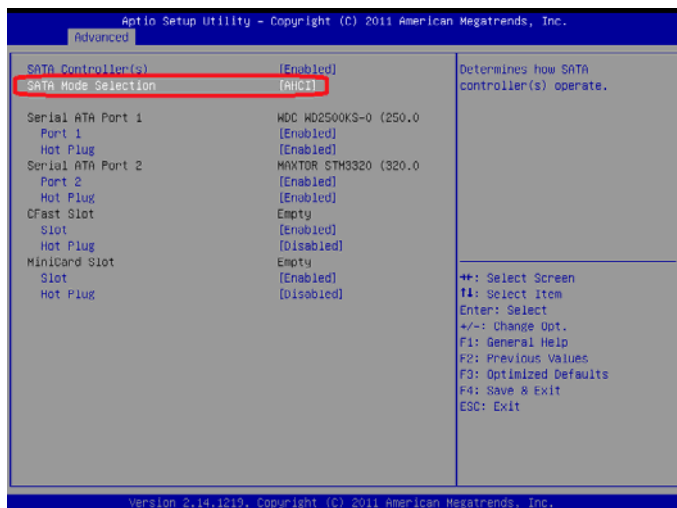 Aptio Setup Utility - Copyright (C) 2011 American Megatrends, Inc.
Advanced
SATA Controller(s) [Enabled]
SATA Mode Selection [AHCI]
Serial ATA Port 1 WDC WD2500KS-0 (250.0
Port 1 [Enabled]
Hot Plug [Enabled]
Serial ATA Port 2 MAXTOR STM3320 (320.0
Port 2 [Enabled]
Hot Plug [Enabled]
CFast Slot Empty
Slot [Enabled]
Hot Plug [Disabled]
MiniCard Slot Empty
Slot [Enabled]
Hot Plug [Disabled]
Determines how SATA
controller(s) operate.
→←: Select Screen
↑↓: Select Item
Enter: Select
+/-: Change Opt.
F1: General Help
F2: Previous Values
F3: Optimized Defaults
F4: Save & Exit
ESC: Exit
Version 2.14.1219. Copyright (C) 2011 American Megatrends, Inc.